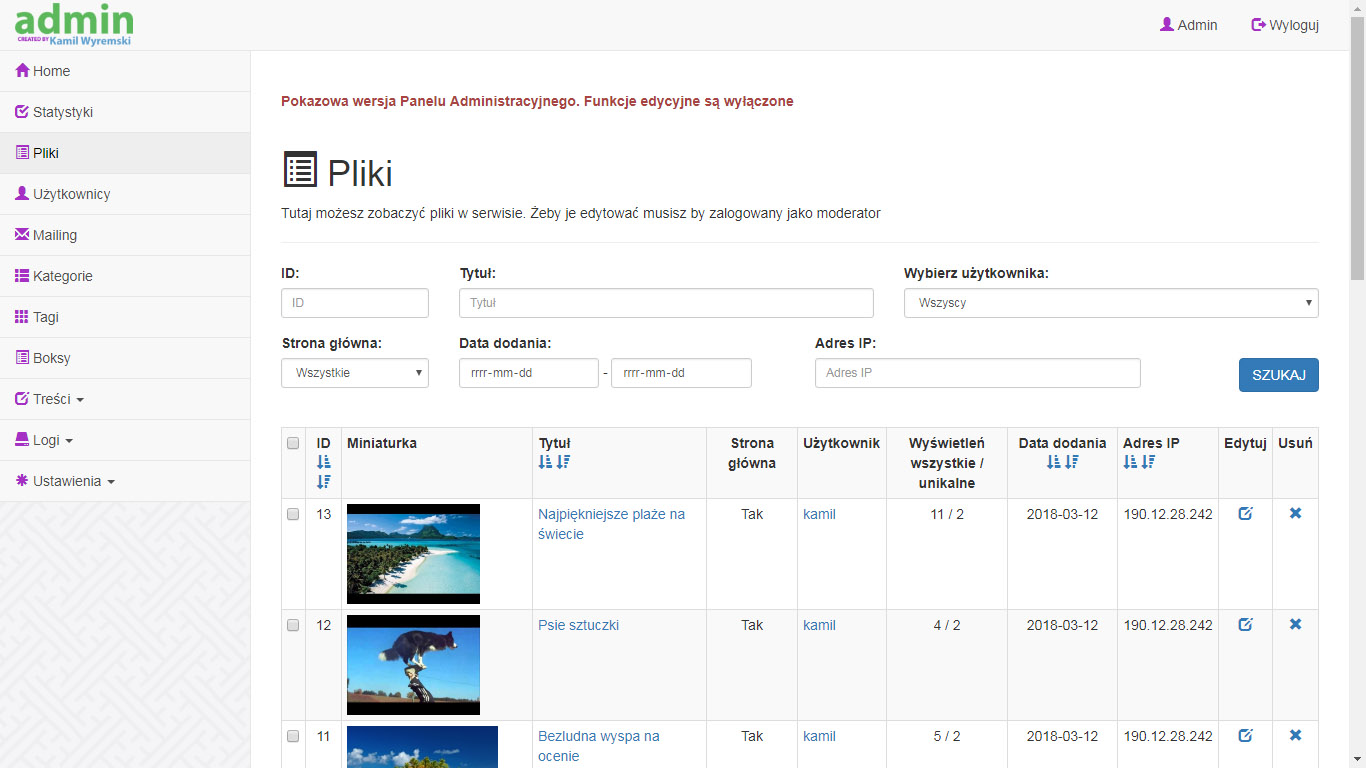 admin
CREATED BY Kamil Wyremski
Admin
Wyloguj
Home
Statystyki
Pliki
Użytkownicy
Mailing
Kategorie
Tagi
Boksy
Treści
Logi
Ustawienia
Pokazowa wersja Panelu Administracyjnego. Funkcje edycyjne są wyłączone
Pliki
Tutaj możesz zobaczyć pliki w serwisie. Żeby je edytować musisz by zalogowany jako moderator
ID:
Tytuł:
Wybierz użytkownika:
ID
Tytuł
Wszyscy
Strona główna:
Data dodania:
Adres IP:
Wszystkie
rrrr-mm-dd - rrrr-mm-dd
Adres IP
SZUKAJ
ID
Miniaturka
Tytuł
Strona
główna
Użytkownik
Wyświetleń
wszystkie /
unikalne
Data dodania
Adres IP
Edytuj
Usuń
13
Najpiękniejsze plaże na
świecie
Tak
kamil
11 / 2
2018-03-12
190.12.28.242
12
Psie sztuczki
Tak
kamil
4 / 2
2018-03-12
190.12.28.242
11
Bezludna wyspa na
ocenie
Tak
kamil
5 / 2
2018-03-12
190.12.28.242